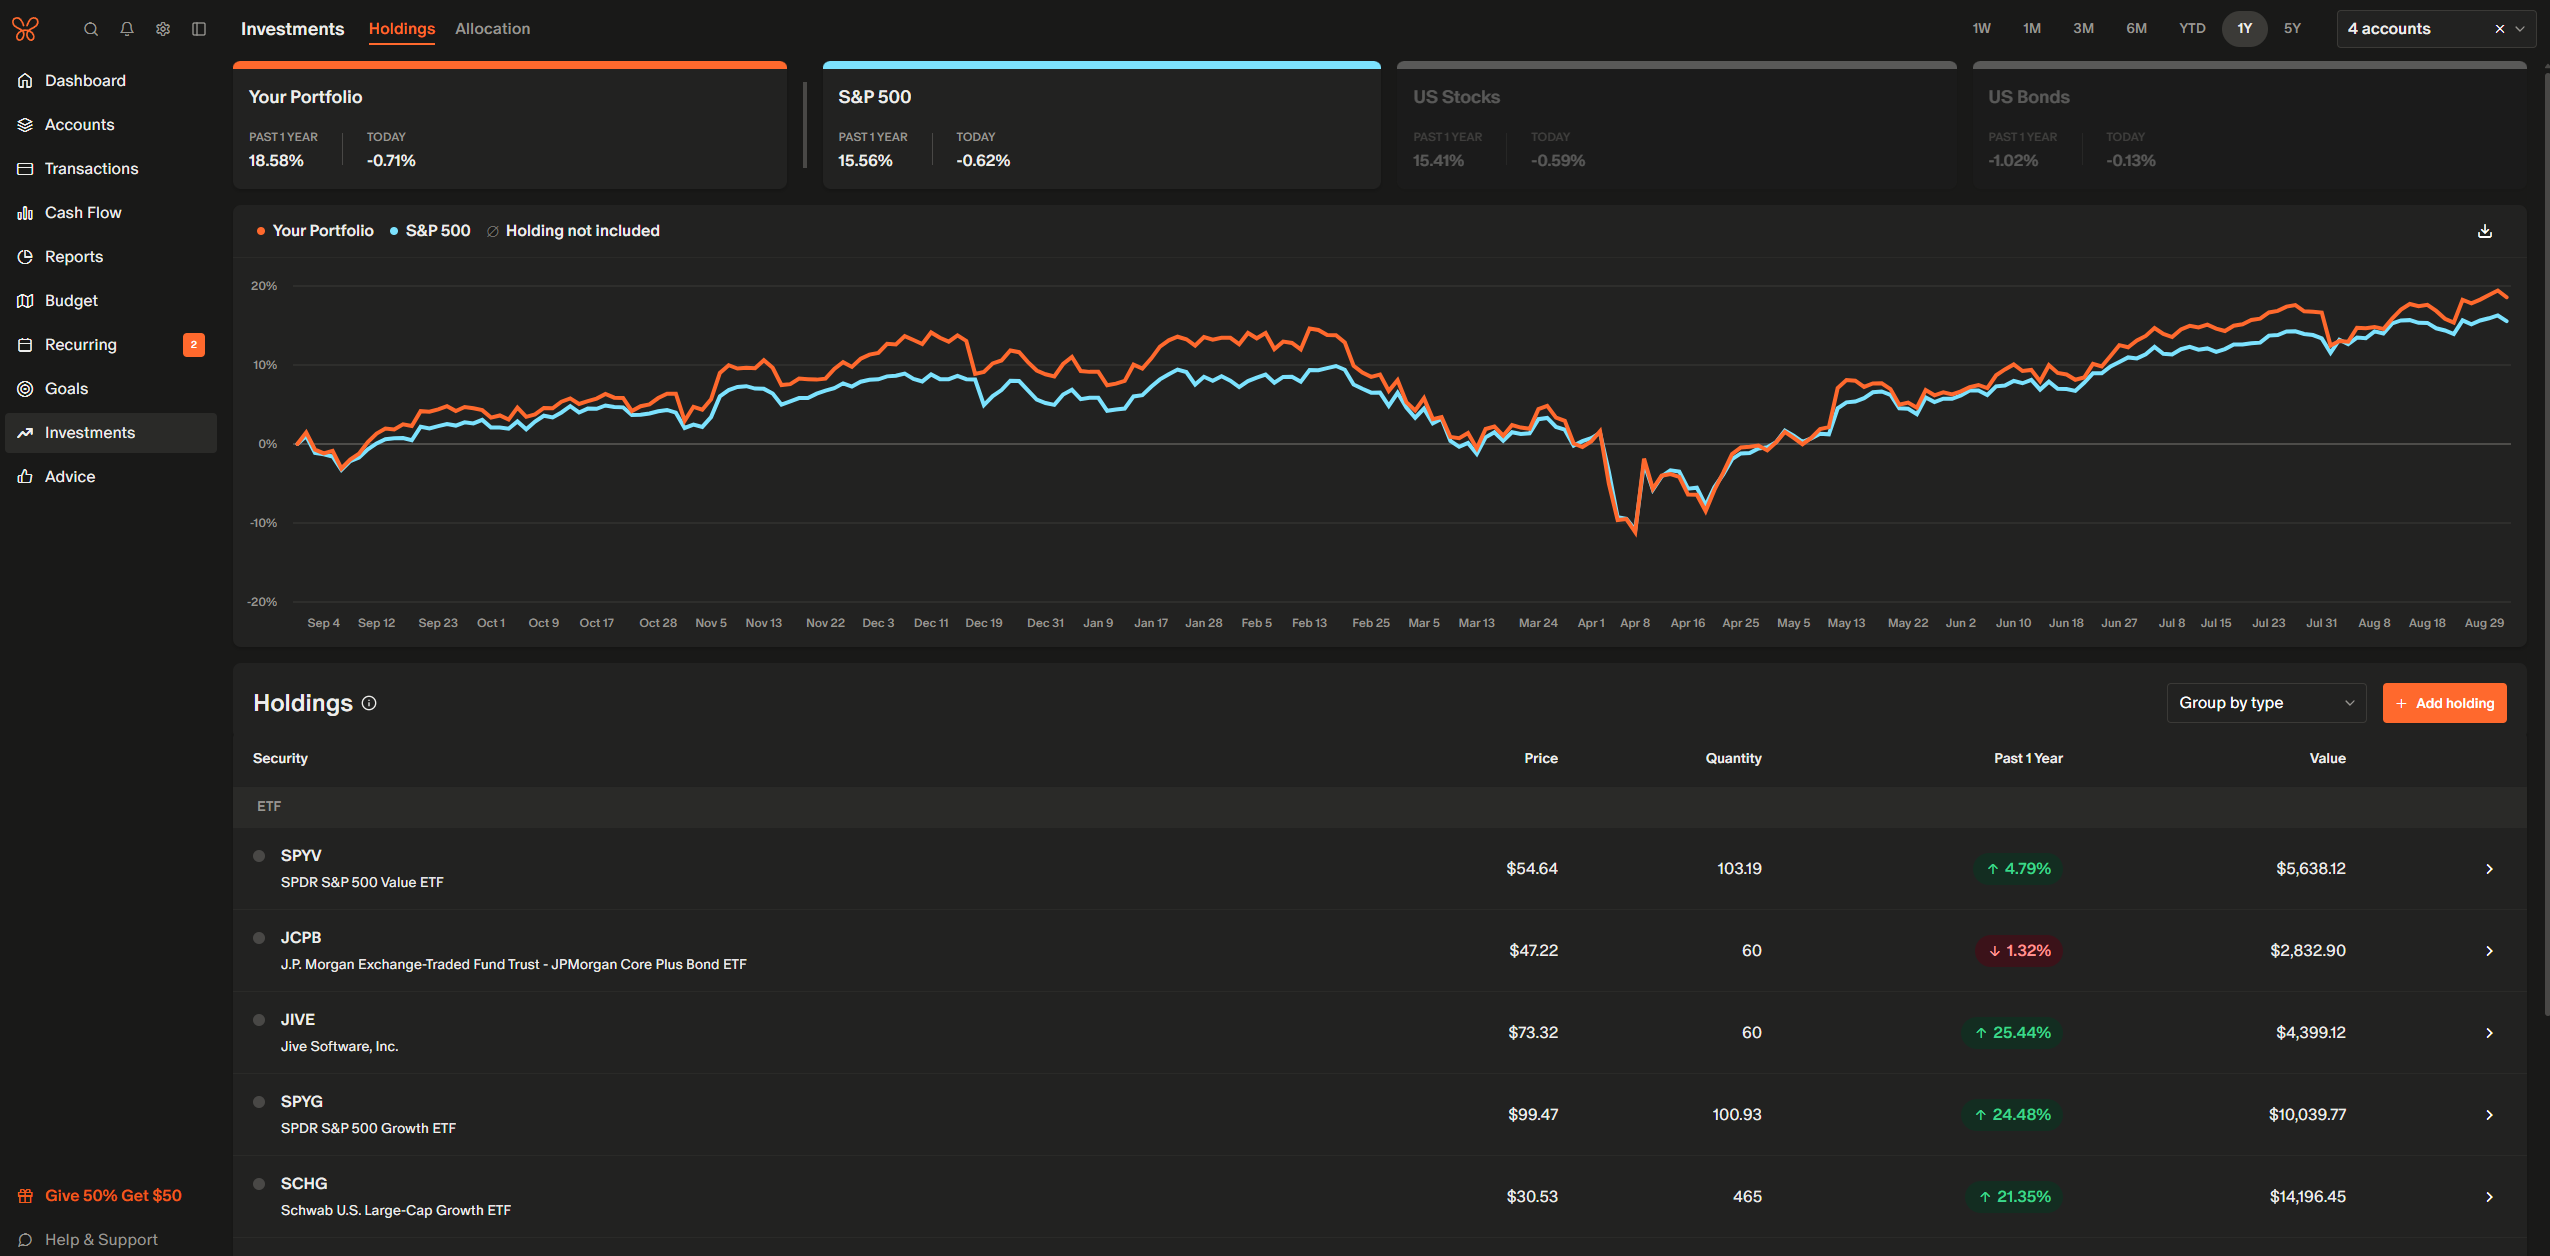 Investments Holdings Allocation 1W 1M 3M 6M YTD 1Y 5Y 4 accounts
Dashboard
Accounts
Transactions
Cash Flow
Reports
Budget
Recurring 2
Goals
Investments
Advice
Give 50% Get $50
Help & Support
Your Portfolio
PAST 1 YEAR TODAY
18.58% -0.71%
S&P 500
PAST 1 YEAR TODAY
15.56% -0.62%
US Stocks
PAST 1 YEAR TODAY
15.41% -0.59%
US Bonds
PAST 1 YEAR TODAY
-1.02% -0.13%
Your Portfolio S&P 500 Holding not included
20%
10%
0%
-10%
-20%
Sep 4 Sep 12 Sep 23 Oct 1 Oct 9 Oct 17 Oct 28 Nov 5 Nov 13 Nov 22 Dec 3 Dec 11 Dec 19 Dec 31 Jan 9 Jan 17 Jan 28 Feb 5 Feb 13 Feb 25 Mar 5 Mar 13 Mar 24 Apr 1 Apr 8 Apr 16 Apr 25 May 5 May 13 May 22 Jun 2 Jun 10 Jun 18 Jun 27 Jul 8 Jul 15 Jul 23 Jul 31 Aug 8 Aug 18 Aug 29
Holdings Group by type + Add holding
Security Price Quantity Past 1 Year Value
ETF
SPYV
SPDR S&P 500 Value ETF
$54.64 103.19 ↑ 4.79% $5,638.12
JCPB
J.P. Morgan Exchange-Traded Fund Trust - JPMorgan Core Plus Bond ETF
$47.22 60 ↓ 1.32% $2,832.90
JIVE
Jive Software, Inc.
$73.32 60 ↑ 25.44% $4,399.12
SPYG
SPDR S&P 500 Growth ETF
$99.47 100.93 ↑ 24.48% $10,039.77
SCHG
Schwab U.S. Large-Cap Growth ETF
$30.53 465 ↑ 21.35% $14,196.45